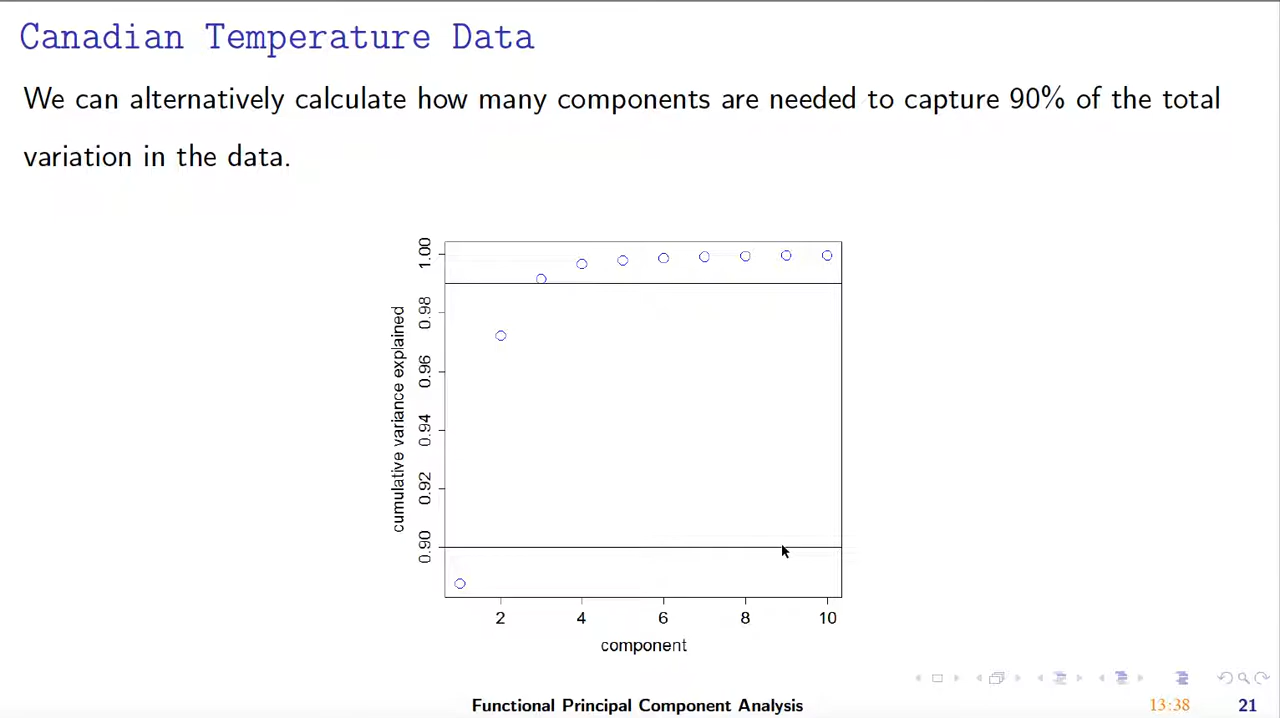 Canadian Temperature Data
We can alternatively calculate how many components are needed to capture 90% of the total
variation in the data.
cumulative variance explained
1.00
0.98
0.96
0.94
0.92
0.90
2 4 6 8 10
component
Functional Principal Component Analysis 13:38 21